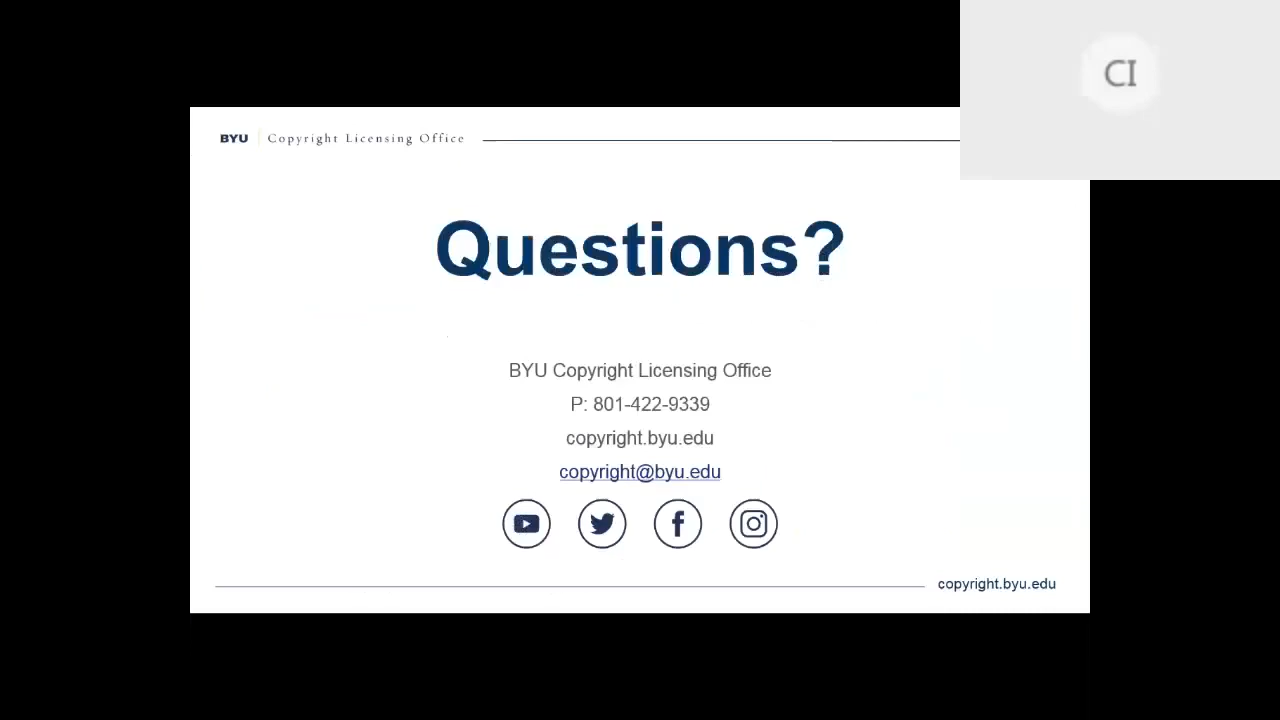 CI
BYU Copyright Licensing Office
Questions?
BYU Copyright Licensing Office
P: 801-422-9339
copyright.byu.edu
copyright@byu.edu
copyright.byu.edu